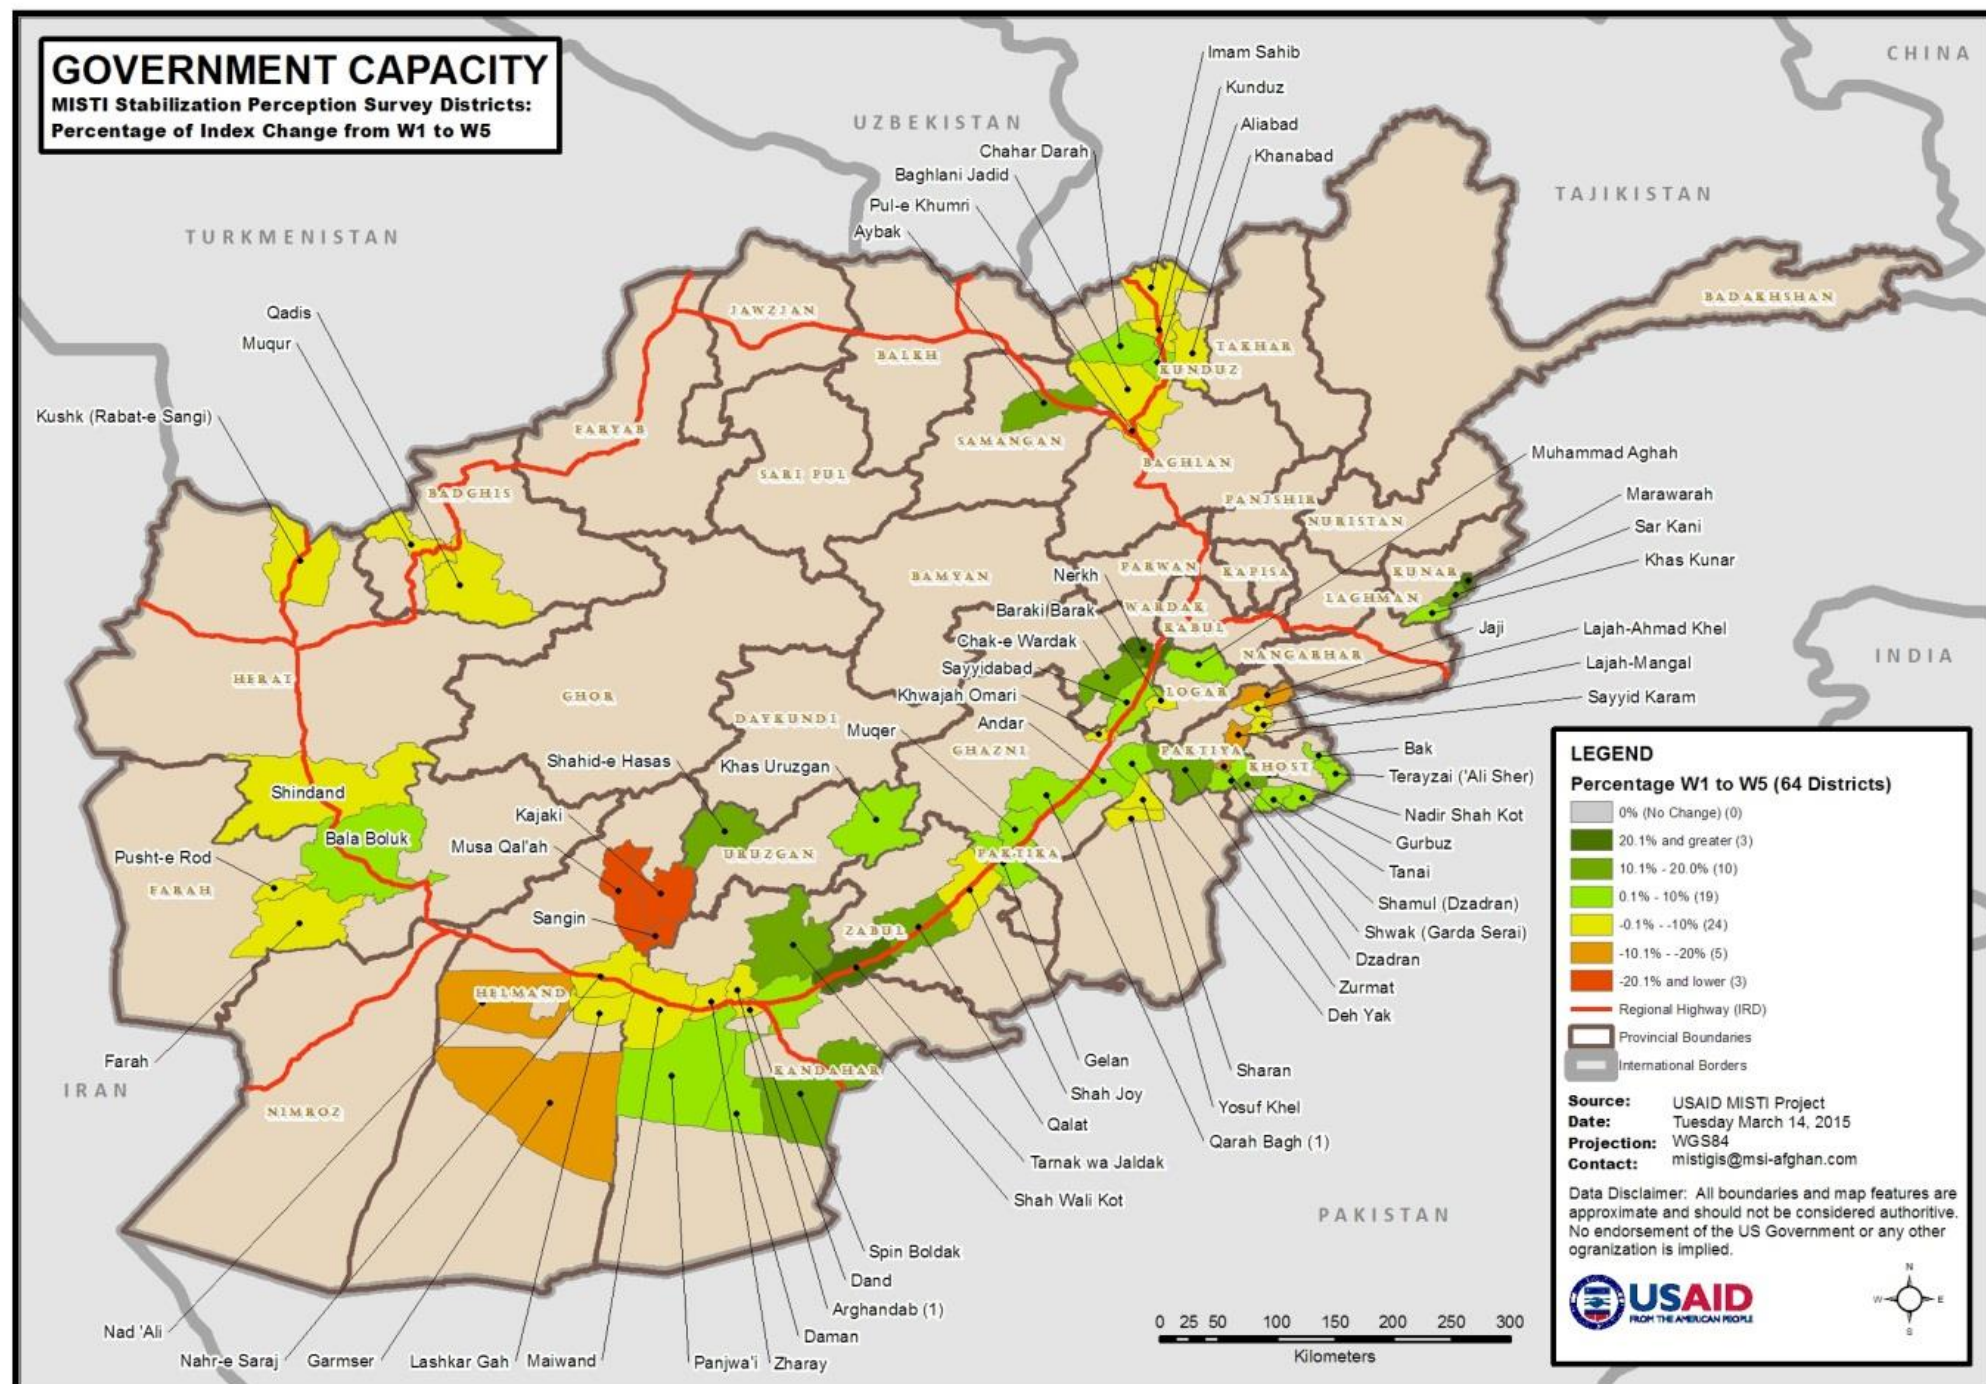 GOVERNMENT CAPACITY
MISTI Stabilization Perception Survey Districts:
Percentage of Index Change from W1 to W5
CHINA
UZBEKISTAN
TAJIKISTAN
TURKMENISTAN
INDIA
IRAN
PAKISTAN
Imam Sahib
Kunduz
Aliabad
Khanabad
Chahar Darah
Baghlani Jadid
Pul-e Khumri
Aybak
Qadis
Muqur
Kushk (Rabat-e Sangi)
JAWZJAN
BALKH
KUNDUZ
TAKHAR
BADAKHSHAN
FARYAB
SARI PUL
SAMANGAN
BAGHLAN
BADGHIS
PANJSHIR
NURISTAN
BAMYAN
PARWAN
KAPISA
KUNAR
LAGHMAN
WARDAK
KABUL
NANGARHAR
HERAT
GHOR
DAYKUNDI
LOGAR
GHAZNI
PAKTIYA
KHOST
URUZGAN
PAKTIKA
FARAH
ZABUL
HELMAND
KANDAHAR
NIMROZ
Muhammad Aghah
Marawarah
Sar Kani
Khas Kunar
Nerkh
Baraki Barak
Chak-e Wardak
Sayyidabad
Khwajah Omari
Andar
Muqer
Jaji
Lajah-Ahmad Khel
Lajah-Mangal
Sayyid Karam
Bak
Terayzai ('Ali Sher)
Nadir Shah Kot
Gurbuz
Tanai
Shamul (Dzadran)
Shwak (Garda Serai)
Dzadran
Zurmat
Deh Yak
Shahid-e Hasas
Khas Uruzgan
Kajaki
Musa Qal'ah
Sangin
Shindand
Bala Boluk
Pusht-e Rod
Farah
Gelan
Shah Joy
Qalat
Tarnak wa Jaldak
Shah Wali Kot
Sharan
Yosuf Khel
Qarah Bagh (1)
Spin Boldak
Dand
Arghandab (1)
Daman
Nad 'Ali
Nahr-e Saraj
Garmser
Lashkar Gah
Maiwand
Panjwa'i
Zharay
0 25 50 100 150 200 250 300
Kilometers
LEGEND
Percentage W1 to W5 (64 Districts)
0% (No Change) (0)
20.1% and greater (3)
10.1% - 20.0% (10)
0.1% - 10% (19)
-0.1% - -10% (24)
-10.1% - -20% (5)
-20.1% and lower (3)
Regional Highway (IRD)
Provincial Boundaries
International Borders
Source: USAID MISTI Project
Date: Tuesday March 14, 2015
Projection: WGS84
Contact: mistigis@msi-afghan.com
Data Disclaimer: All boundaries and map features are
approximate and should not be considered authoritive.
No endorsement of the US Government or any other
ogranization is implied.
USAID
FROM THE AMERICAN PEOPLE
N
W E
S